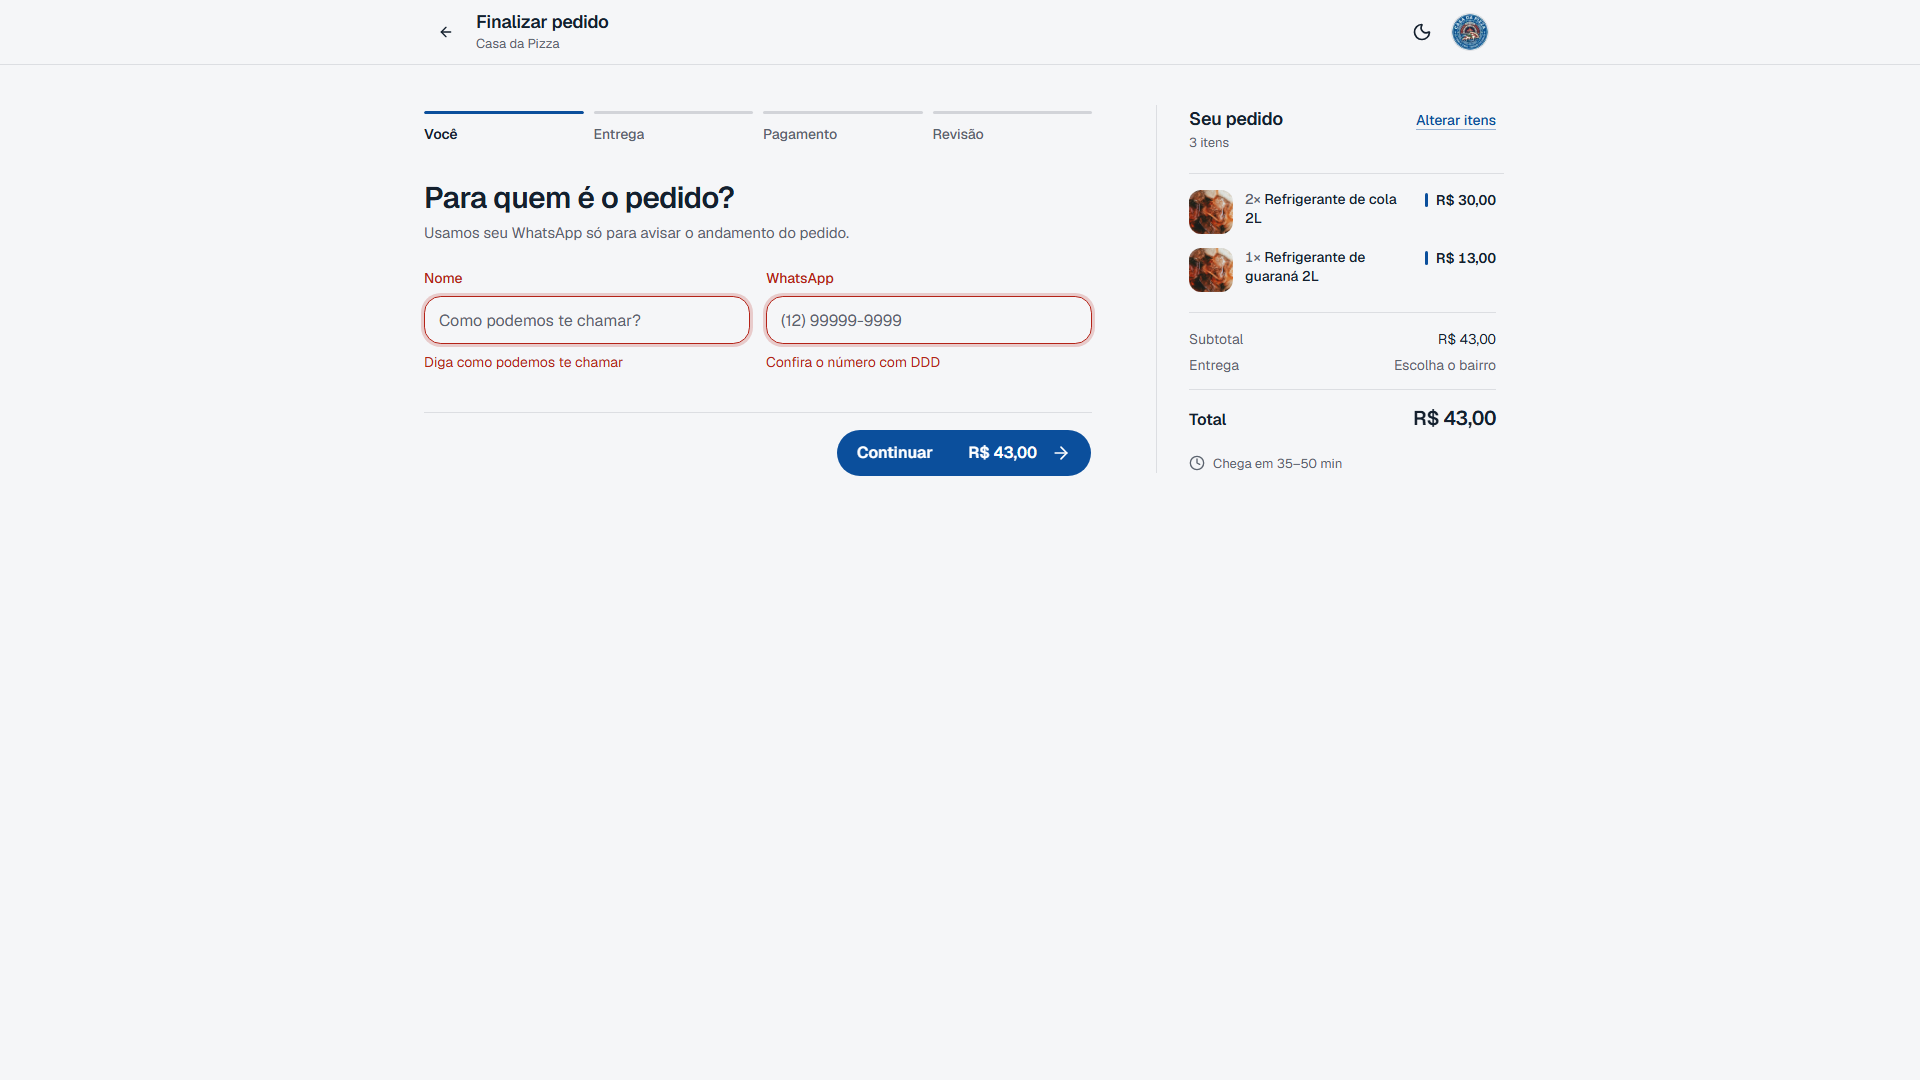 Finalizar pedido
Casa da Pizza
Você
Entrega
Pagamento
Revisão
Para quem é o pedido?
Usamos seu WhatsApp só para avisar o andamento do pedido.
Nome
WhatsApp
Como podemos te chamar?
(12) 99999-9999
Diga como podemos te chamar
Confira o número com DDD
Continuar R$ 43,00
Seu pedido
Alterar itens
3 itens
2× Refrigerante de cola
2L
R$ 30,00
1× Refrigerante de
guaraná 2L
R$ 13,00
Subtotal R$ 43,00
Entrega Escolha o bairro
Total R$ 43,00
Chega em 35–50 min